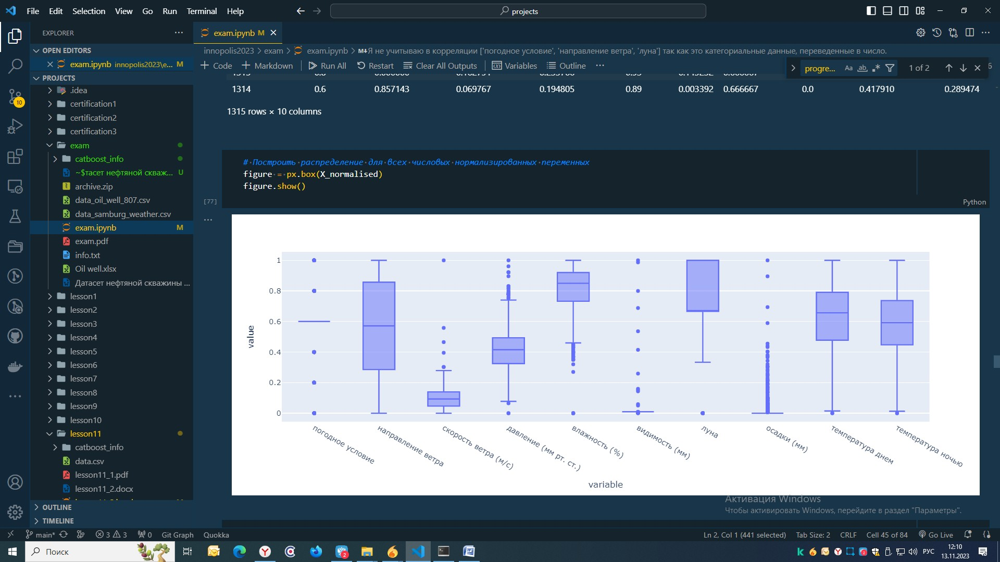 File Edit Selection View Go Run Terminal Help
projects
EXPLORER
exam.ipynb M
OPEN EDITORS
exam.ipynb innopolis2023\e... M
PROJECTS
.idea
certification1
certification2
certification3
exam
catboost_info
~$тасет нефтяной скваж... U
archive.zip
data_oil_well_807.csv
data_samburg_weather.csv
exam.ipynb M
exam.pdf
info.txt
Oil well.xlsx
Датасет нефтяной скважины ...
lesson1
lesson2
lesson3
lesson4
lesson5
lesson6
lesson7
lesson8
lesson9
lesson10
lesson11
catboost_info
data.csv
lesson11_1.pdf
lesson11_2.docx
OUTLINE
TIMELINE
innopolis2023 > exam > exam.ipynb > M↓Я не учитываю в корреляции ['погодное условие', 'направление ветра', 'луна'] так как это категориальные данные, переведенные в число.
+ Code + Markdown Run All Restart Clear All Outputs Variables Outline ...
progre... Aa ab 1 of 2
1314 0.6 0.857143 0.069767 0.194805 0.89 0.003392 0.666667 0.0 0.417910 0.289474
1315 rows × 10 columns
# Построить распределение для всех числовых нормализированных переменных
figure = px.box(X_normalised)
figure.show()
[77]
Python
value
1
0.8
0.6
0.4
0.2
0
погодное условие
направление ветра
скорость ветра (м/с)
давление (мм рт. ст.)
влажность (%)
видимость (мм)
луна
осадки (мм)
температура днем
температура ночью
variable
Активация Windows
Чтобы активировать Windows, перейдите в раздел "Параметры".
10
main* 3 3 0 Git Graph Quokka
Ln 2, Col 1 (441 selected) Tab Size: 2 CRLF Cell 45 of 84 Go Live
Поиск
2
РУС
12:10
13.11.2023